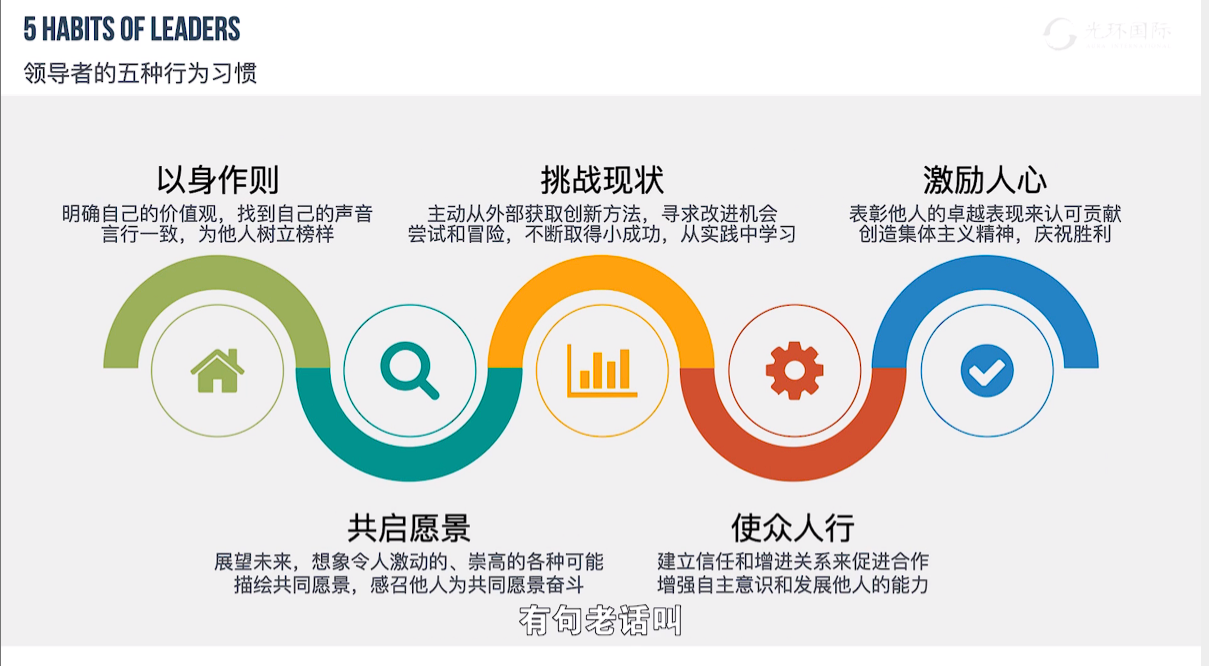 5 HABITS OF LEADERS
光环国际
领导者的五种行为习惯
以身作则
明确自己的价值观，找到自己的声音
言行一致，为他人树立榜样
挑战现状
主动从外部获取创新方法，寻求改进机会
尝试和冒险，不断取得小成功，从实践中学习
激励人心
表彰他人的卓越表现来认可贡献
创造集体主义精神，庆祝胜利
共启愿景
展望未来，想象令人激动的、崇高的各种可能
描绘共同愿景，感召他人为共同愿景奋斗
使众人行
建立信任和增进关系来促进合作
增强自主意识和发展他人的能力
有句老话叫